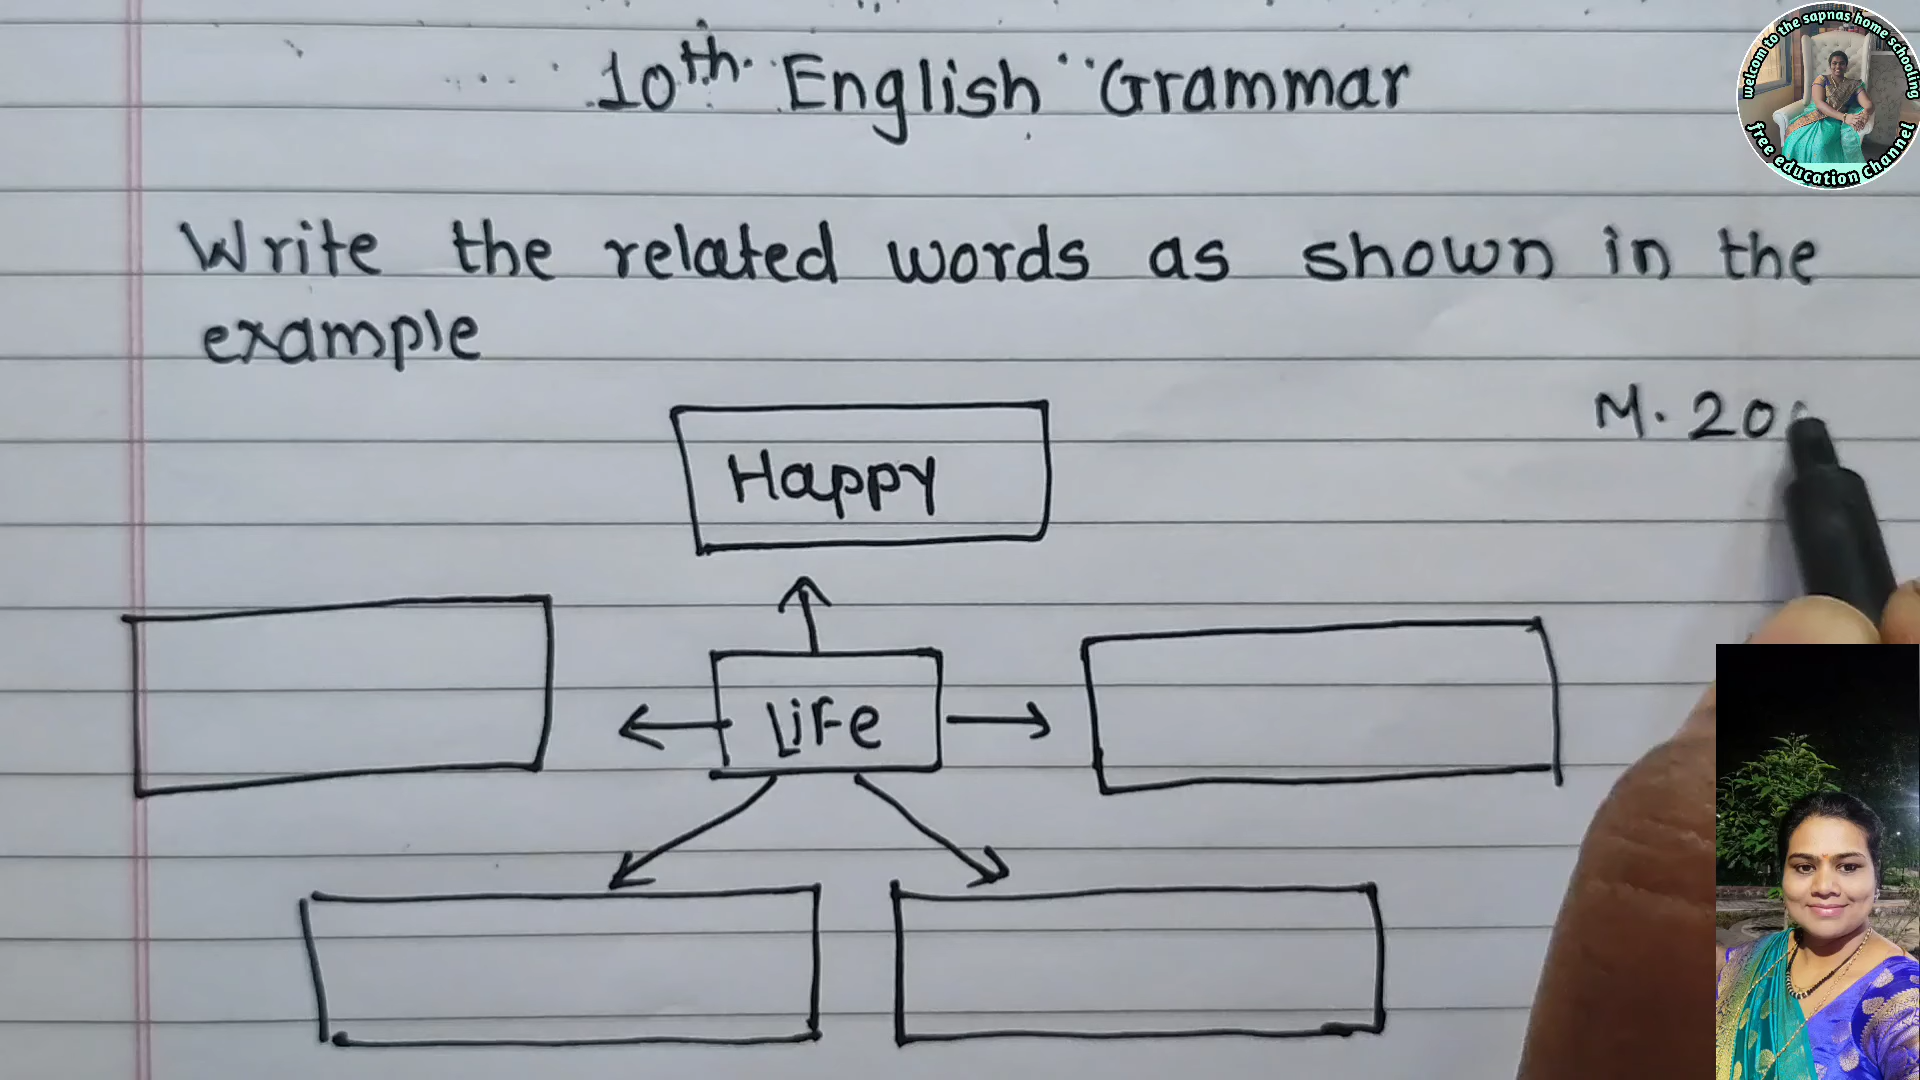 welcom to the sapnas home schooling
free education channel
10th English Grammar
Write the related words as shown in the
example
M. 20
Happy
Life